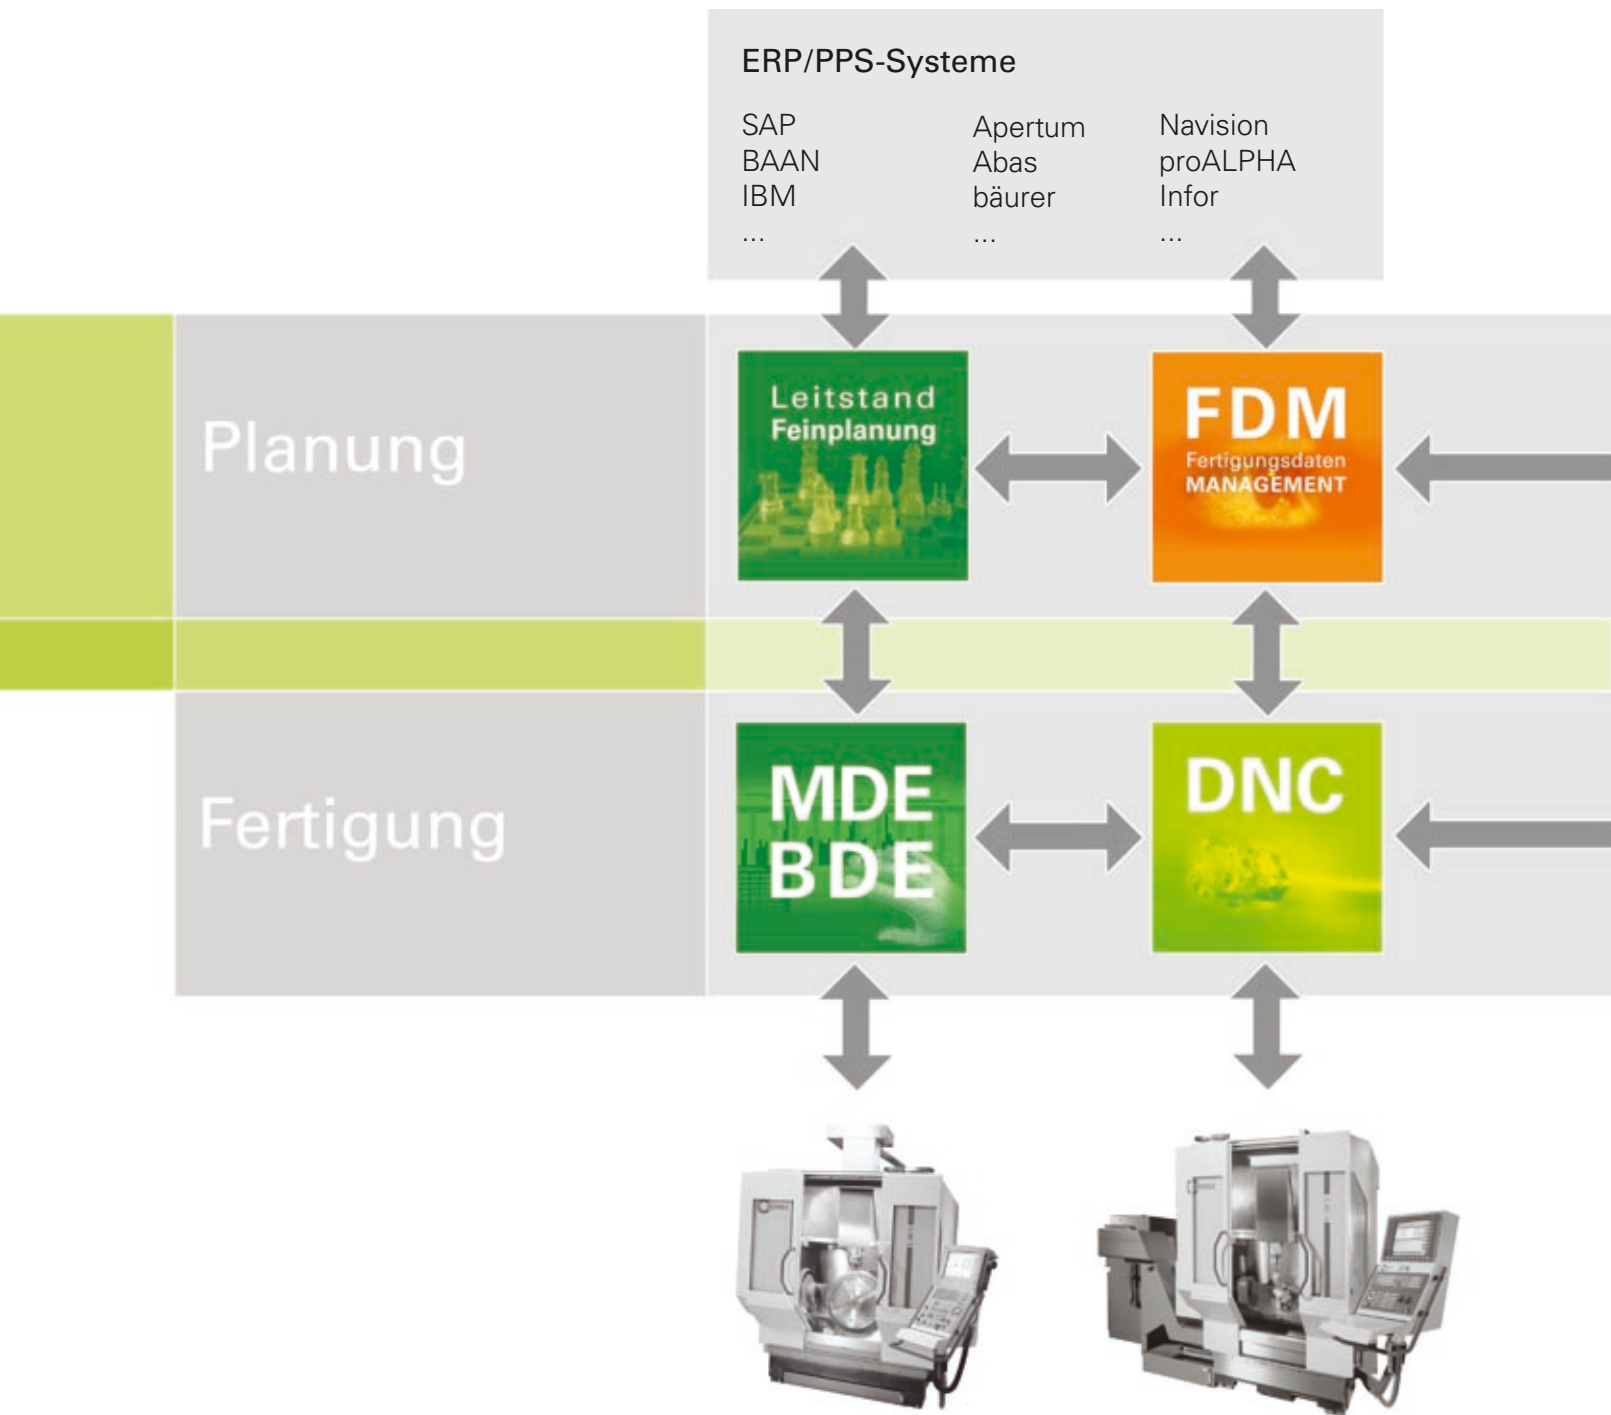 ERP/PPS-Systeme
SAP
BAAN
IBM
...
Apertum
Abas
bäurer
...
Navision
proALPHA
Infor
...
Planung
Leitstand
Feinplanung
FDM
Fertigungsdaten
MANAGEMENT
Fertigung
MDE
BDE
DNC